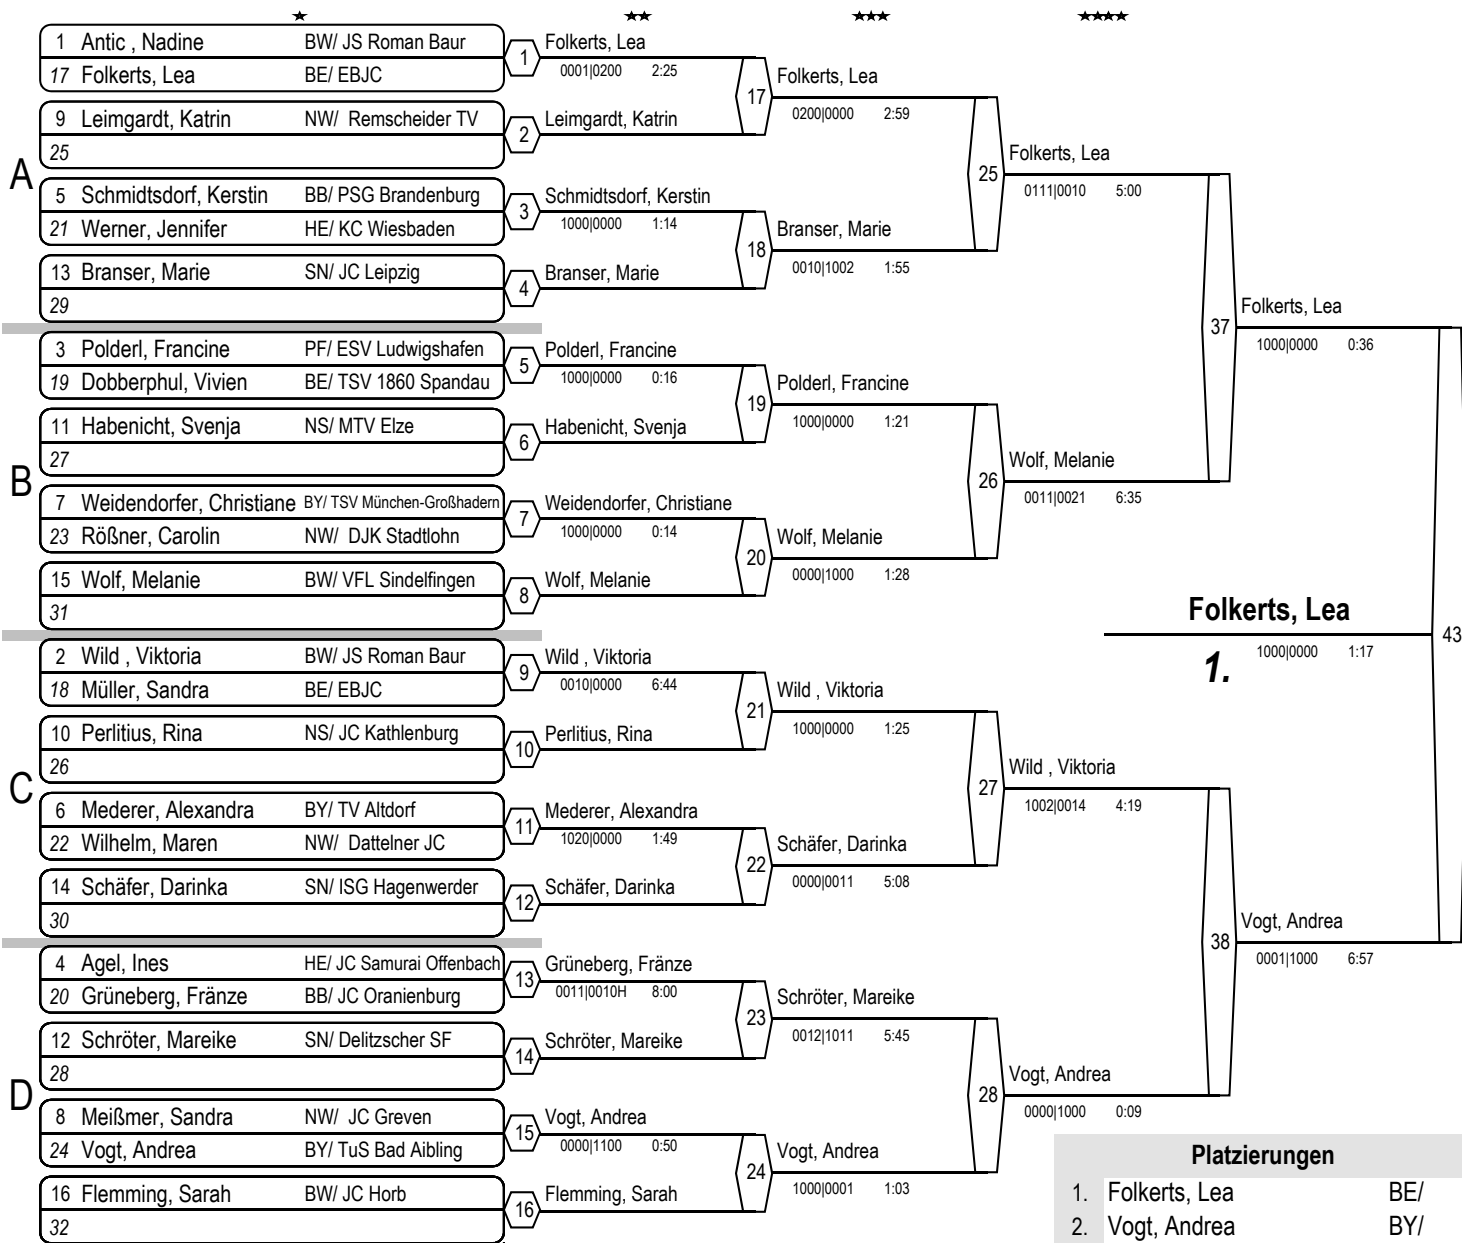 ★ ★★ ★★★ ★★★★
A
1 Antic , Nadine BW/ JS Roman Baur
17 Folkerts, Lea BE/ EBJC
9 Leimgardt, Katrin NW/ Remscheider TV
25
5 Schmidtsdorf, Kerstin BB/ PSG Brandenburg
21 Werner, Jennifer HE/ KC Wiesbaden
13 Branser, Marie SN/ JC Leipzig
29
B
3 Polderl, Francine PF/ ESV Ludwigshafen
19 Dobberphul, Vivien BE/ TSV 1860 Spandau
11 Habenicht, Svenja NS/ MTV Elze
27
7 Weidendorfer, Christiane BY/ TSV München-Großhadern
23 Rößner, Carolin NW/ DJK Stadtlohn
15 Wolf, Melanie BW/ VFL Sindelfingen
31
C
2 Wild , Viktoria BW/ JS Roman Baur
18 Müller, Sandra BE/ EBJC
10 Perlitius, Rina NS/ JC Kathlenburg
26
6 Mederer, Alexandra BY/ TV Altdorf
22 Wilhelm, Maren NW/ Dattelner JC
14 Schäfer, Darinka SN/ ISG Hagenwerder
30
D
4 Agel, Ines HE/ JC Samurai Offenbach
20 Grüneberg, Fränze BB/ JC Oranienburg
12 Schröter, Mareike SN/ Delitzscher SF
28
8 Meißmer, Sandra NW/ JC Greven
24 Vogt, Andrea BY/ TuS Bad Aibling
16 Flemming, Sarah BW/ JC Horb
32
1 Folkerts, Lea
0001|0200 2:25
2 Leimgardt, Katrin
3 Schmidtsdorf, Kerstin
1000|0000 1:14
4 Branser, Marie
5 Polderl, Francine
1000|0000 0:16
6 Habenicht, Svenja
7 Weidendorfer, Christiane
1000|0000 0:14
8 Wolf, Melanie
9 Wild , Viktoria
0010|0000 6:44
10 Perlitius, Rina
11 Mederer, Alexandra
1020|0000 1:49
12 Schäfer, Darinka
13 Grüneberg, Fränze
0011|0010H 8:00
14 Schröter, Mareike
15 Vogt, Andrea
0000|1100 0:50
16 Flemming, Sarah
17 Folkerts, Lea
0200|0000 2:59
18 Branser, Marie
0010|1002 1:55
19 Polderl, Francine
1000|0000 1:21
20 Wolf, Melanie
0000|1000 1:28
21 Wild , Viktoria
1000|0000 1:25
22 Schäfer, Darinka
0000|0011 5:08
23 Schröter, Mareike
0012|1011 5:45
24 Vogt, Andrea
1000|0001 1:03
25 Folkerts, Lea
0111|0010 5:00
26 Wolf, Melanie
0011|0021 6:35
27 Wild , Viktoria
1002|0014 4:19
28 Vogt, Andrea
0000|1000 0:09
37 Folkerts, Lea
1000|0000 0:36
38 Vogt, Andrea
0001|1000 6:57
43 Folkerts, Lea
1. 1000|0000 1:17
Platzierungen
1. Folkerts, Lea BE/
2. Vogt, Andrea BY/